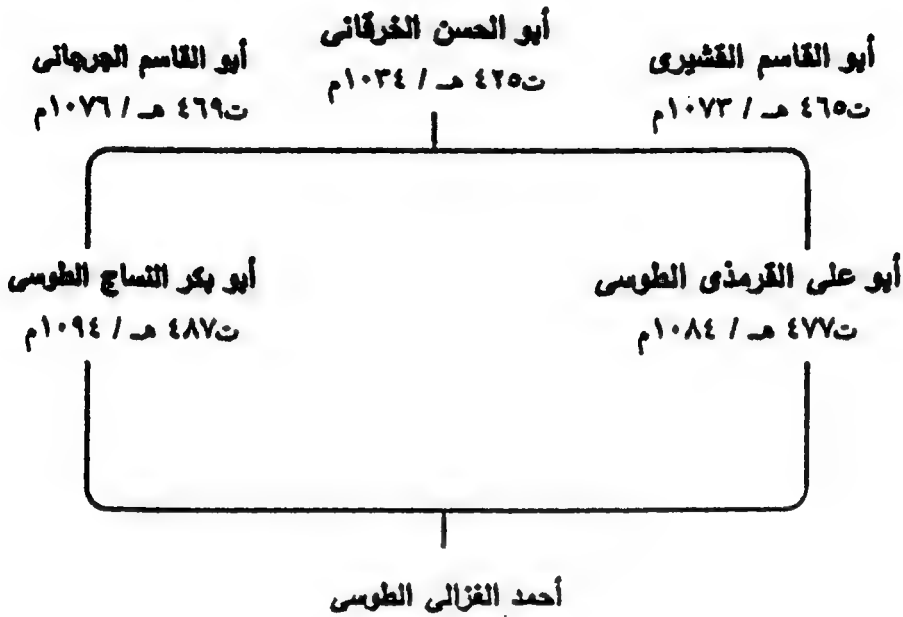 أبو الحسن الخرقانى
ت٤٢٥ هـ / ١٠٣٤م
أبو القاسم القشيرى
ت٤٦٥ هـ / ١٠٧٣م
أبو القاسم الجرجانى
ت٤٦٩ هـ / ١٠٧٦م
أبو على القرمذى الطوسى
ت٤٧٧ هـ / ١٠٨٤م
أبو بكر النساج الطوسى
ت٤٨٧ هـ / ١٠٩٤م
أحمد الغزالى الطوسى